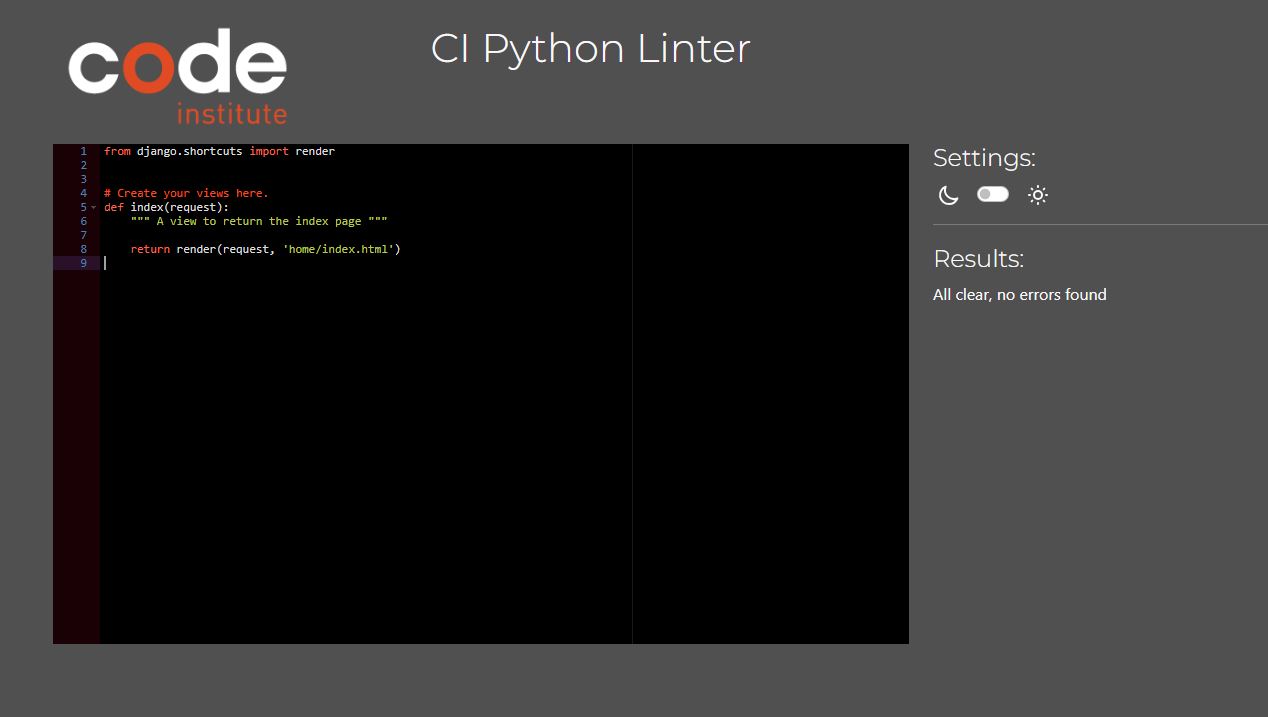 code
institute
CI Python Linter
1 from django.shortcuts import render
2
3
4 # Create your views here.
5 def index(request):
6     """ A view to return the index page """
7
8     return render(request, 'home/index.html')
9
Settings:
Results:
All clear, no errors found